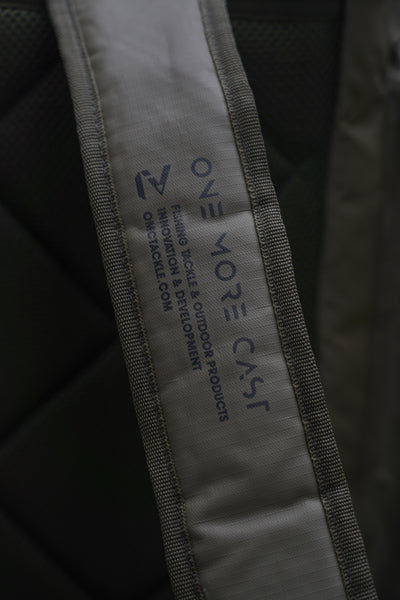 ONE MORE CAST
FISHING TACKLE & OUTDOOR PRODUCTS
INNOVATION & DEVELOPMENT
OMCTACKLE.COM